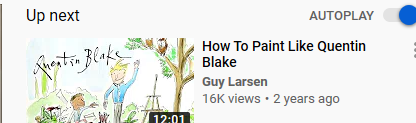 Up next
AUTOPLAY
Quentin Blake
12:01
How To Paint Like Quentin
Blake
Guy Larsen
16K views • 2 years ago